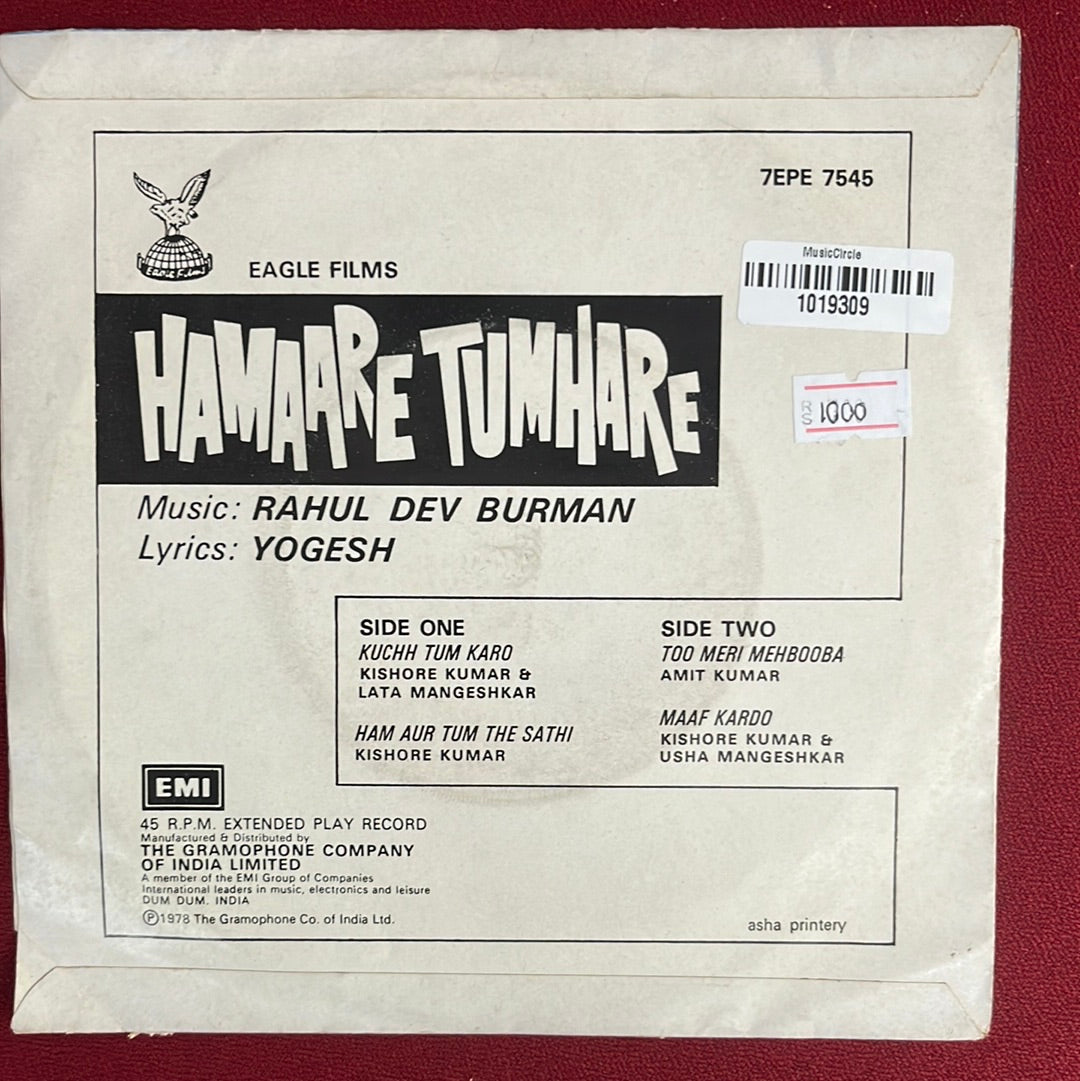 7EPE 7545
Eagle Films
EAGLE FILMS
MusicCircle
1019309
HAMAARE TUMHARE
RS 1000
Music: RAHUL DEV BURMAN
Lyrics: YOGESH
SIDE ONE
KUCHH TUM KARO
KISHORE KUMAR &
LATA MANGESHKAR
HAM AUR TUM THE SATHI
KISHORE KUMAR
SIDE TWO
TOO MERI MEHBOOBA
AMIT KUMAR
MAAF KARDO
KISHORE KUMAR &
USHA MANGESHKAR
EMI
45 R.P.M. EXTENDED PLAY RECORD
Manufactured & Distributed by
THE GRAMOPHONE COMPANY
OF INDIA LIMITED
A member of the EMI Group of Companies
International leaders in music, electronics and leisure
DUM DUM. INDIA
Ⓟ1978 The Gramophone Co. of India Ltd.
asha printery